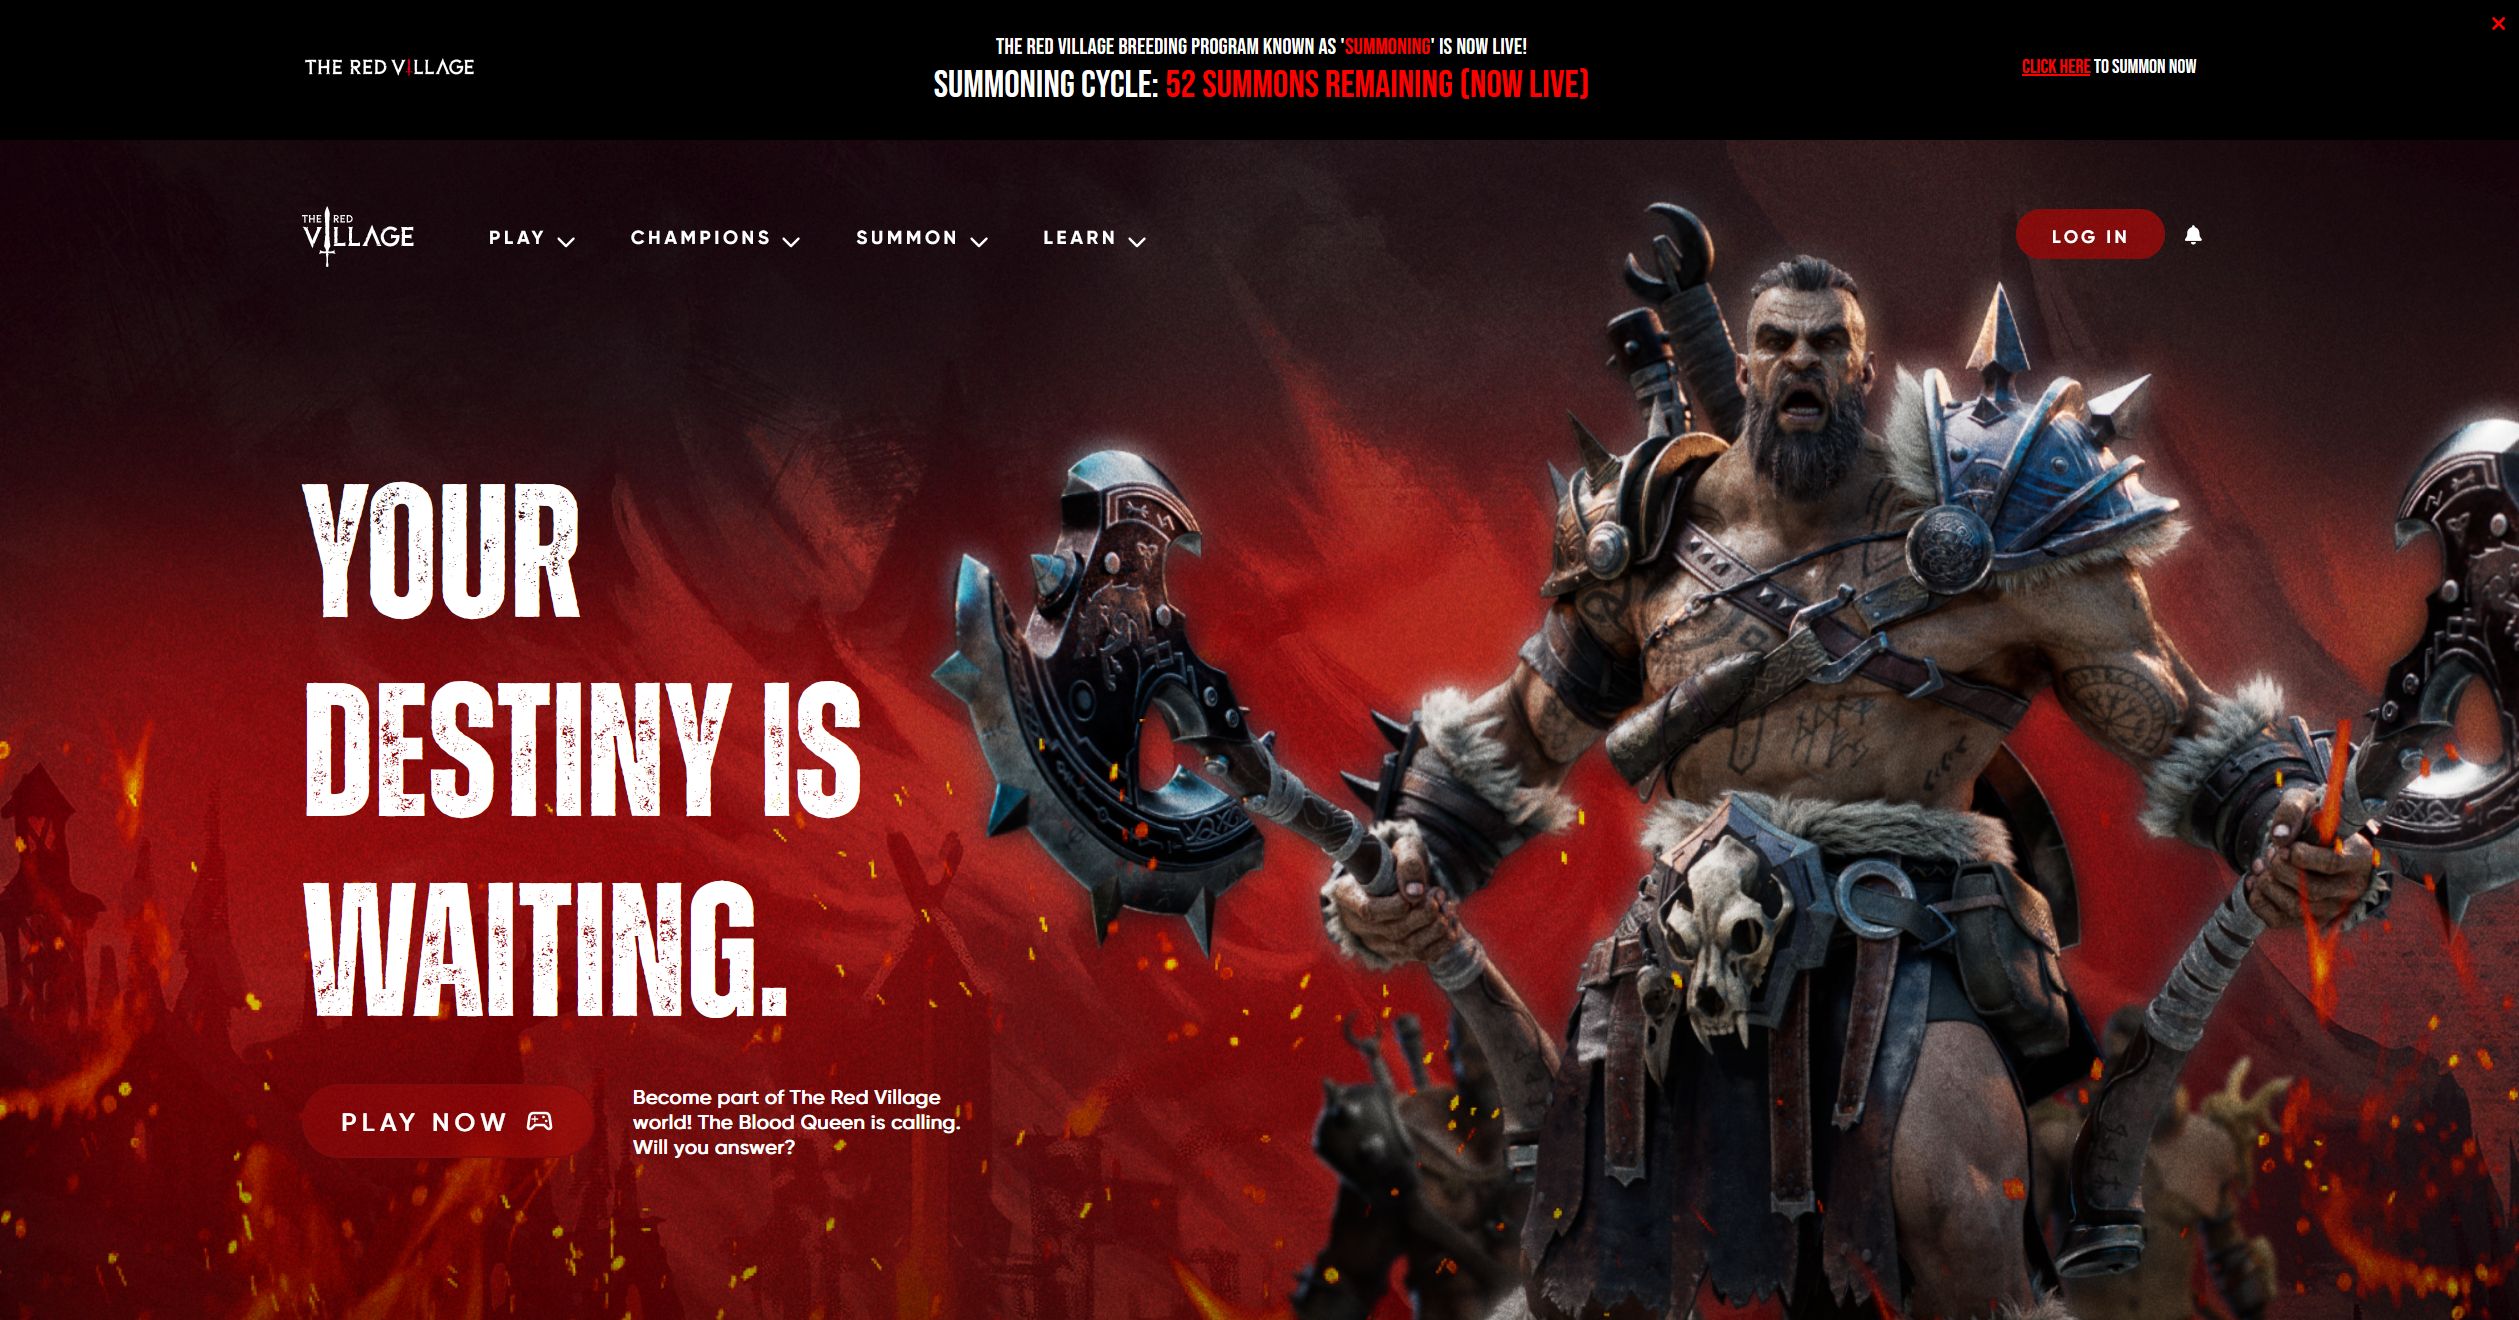 THE RED VILLAGE
THE RED VILLAGE BREEDING PROGRAM KNOWN AS 'SUMMONING' IS NOW LIVE!
SUMMONING CYCLE: 52 SUMMONS REMAINING (NOW LIVE)
CLICK HERE TO SUMMON NOW
THE RED
VILLAGE
PLAY
CHAMPIONS
SUMMON
LEARN
LOG IN
YOUR
DESTINY IS
WAITING.
PLAY NOW
Become part of The Red Village
world! The Blood Queen is calling.
Will you answer?